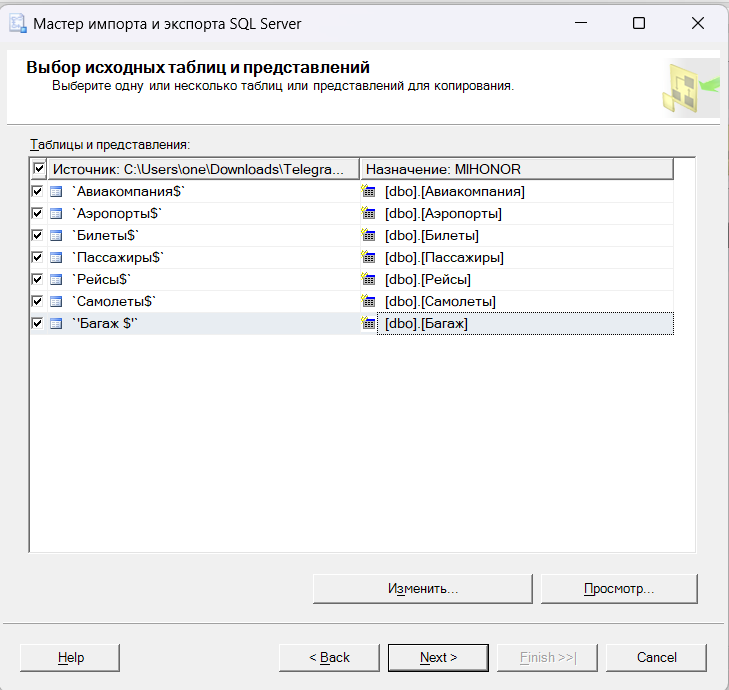 Мастер импорта и экспорта SQL Server
Выбор исходных таблиц и представлений
Выберите одну или несколько таблиц или представлений для копирования.
Таблицы и представления:
Источник: C:\Users\one\Downloads\Telegra... Назначение: MIHONOR
`Авиакомпания$` [dbo].[Авиакомпания]
`Аэропорты$` [dbo].[Аэропорты]
`Билеты$` [dbo].[Билеты]
`Пассажиры$` [dbo].[Пассажиры]
`Рейсы$` [dbo].[Рейсы]
`Самолеты$` [dbo].[Самолеты]
`'Багаж $'` [dbo].[Багаж]
Изменить... Просмотр...
Help < Back Next > Finish >>| Cancel